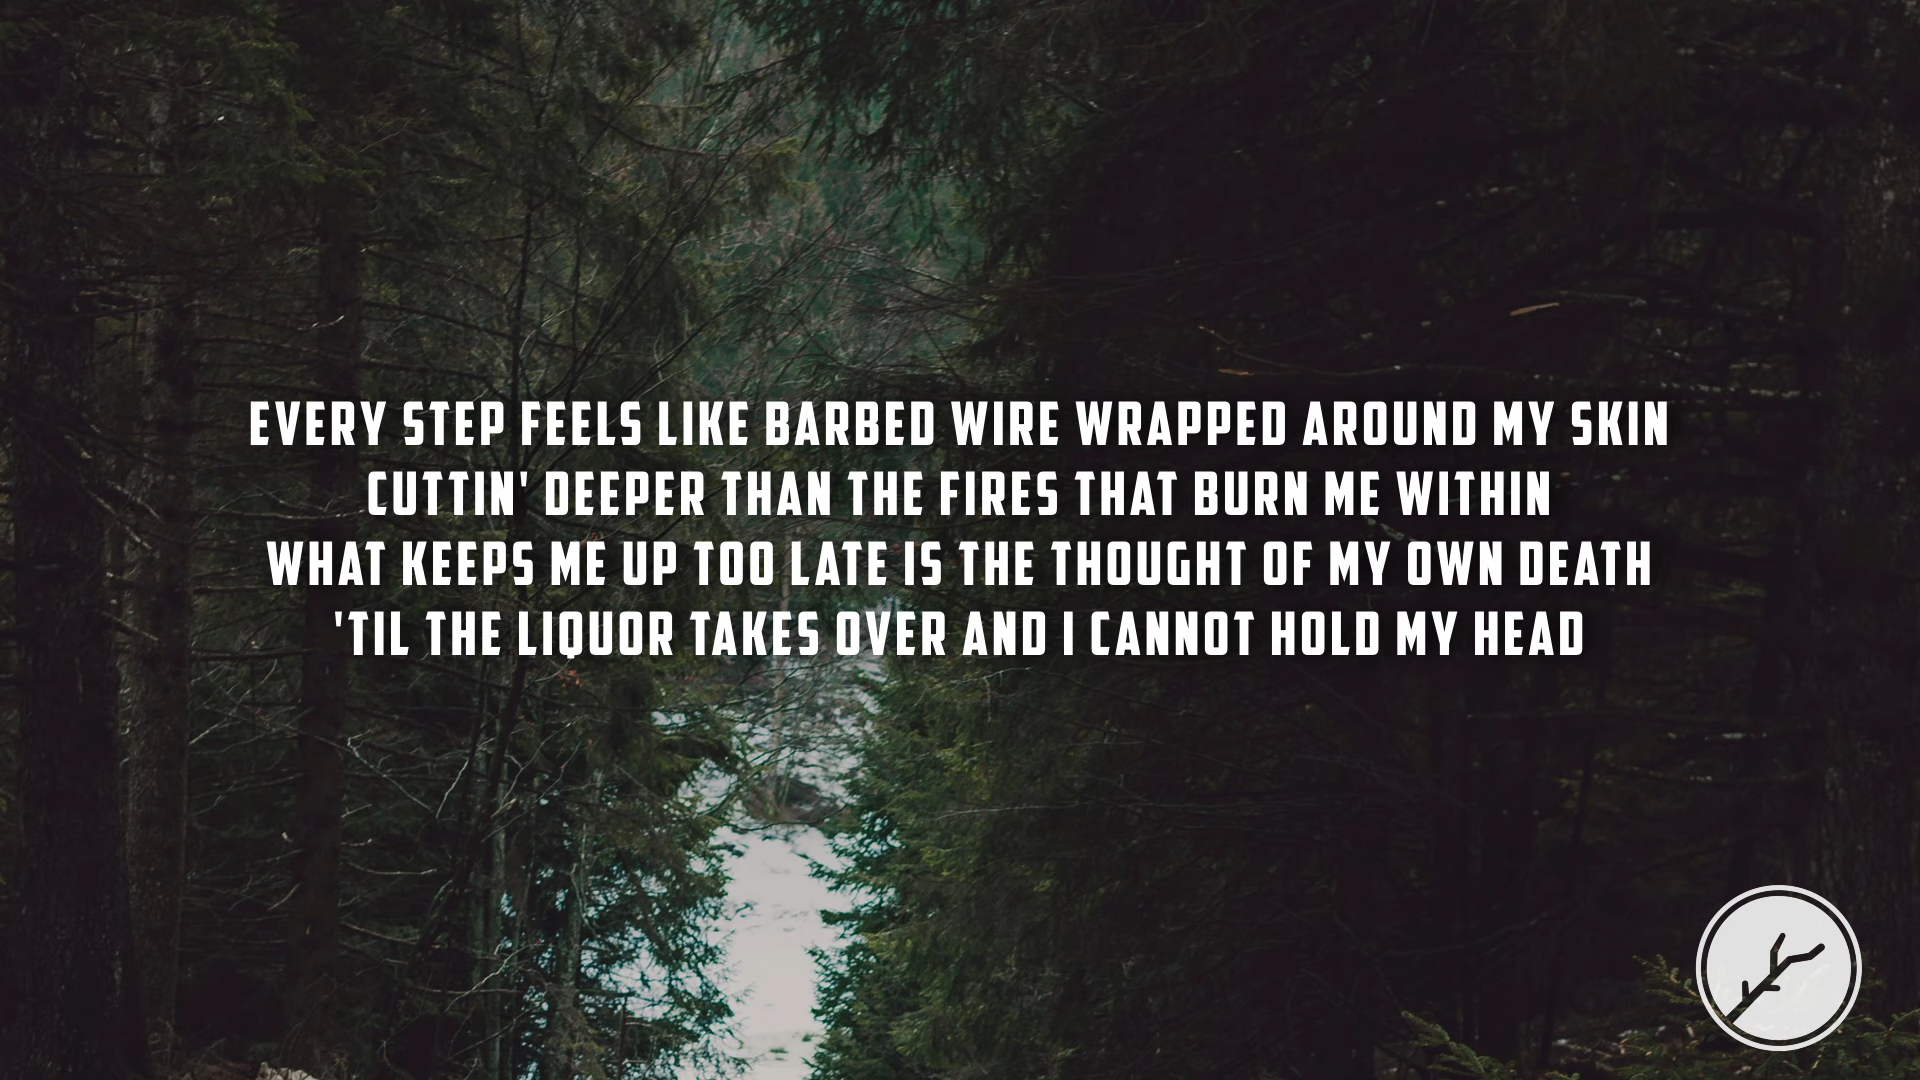 EVERY STEP FEELS LIKE BARBED WIRE WRAPPED AROUND MY SKIN
CUTTIN' DEEPER THAN THE FIRES THAT BURN ME WITHIN
WHAT KEEPS ME UP TOO LATE IS THE THOUGHT OF MY OWN DEATH
'TIL THE LIQUOR TAKES OVER AND I CANNOT HOLD MY HEAD